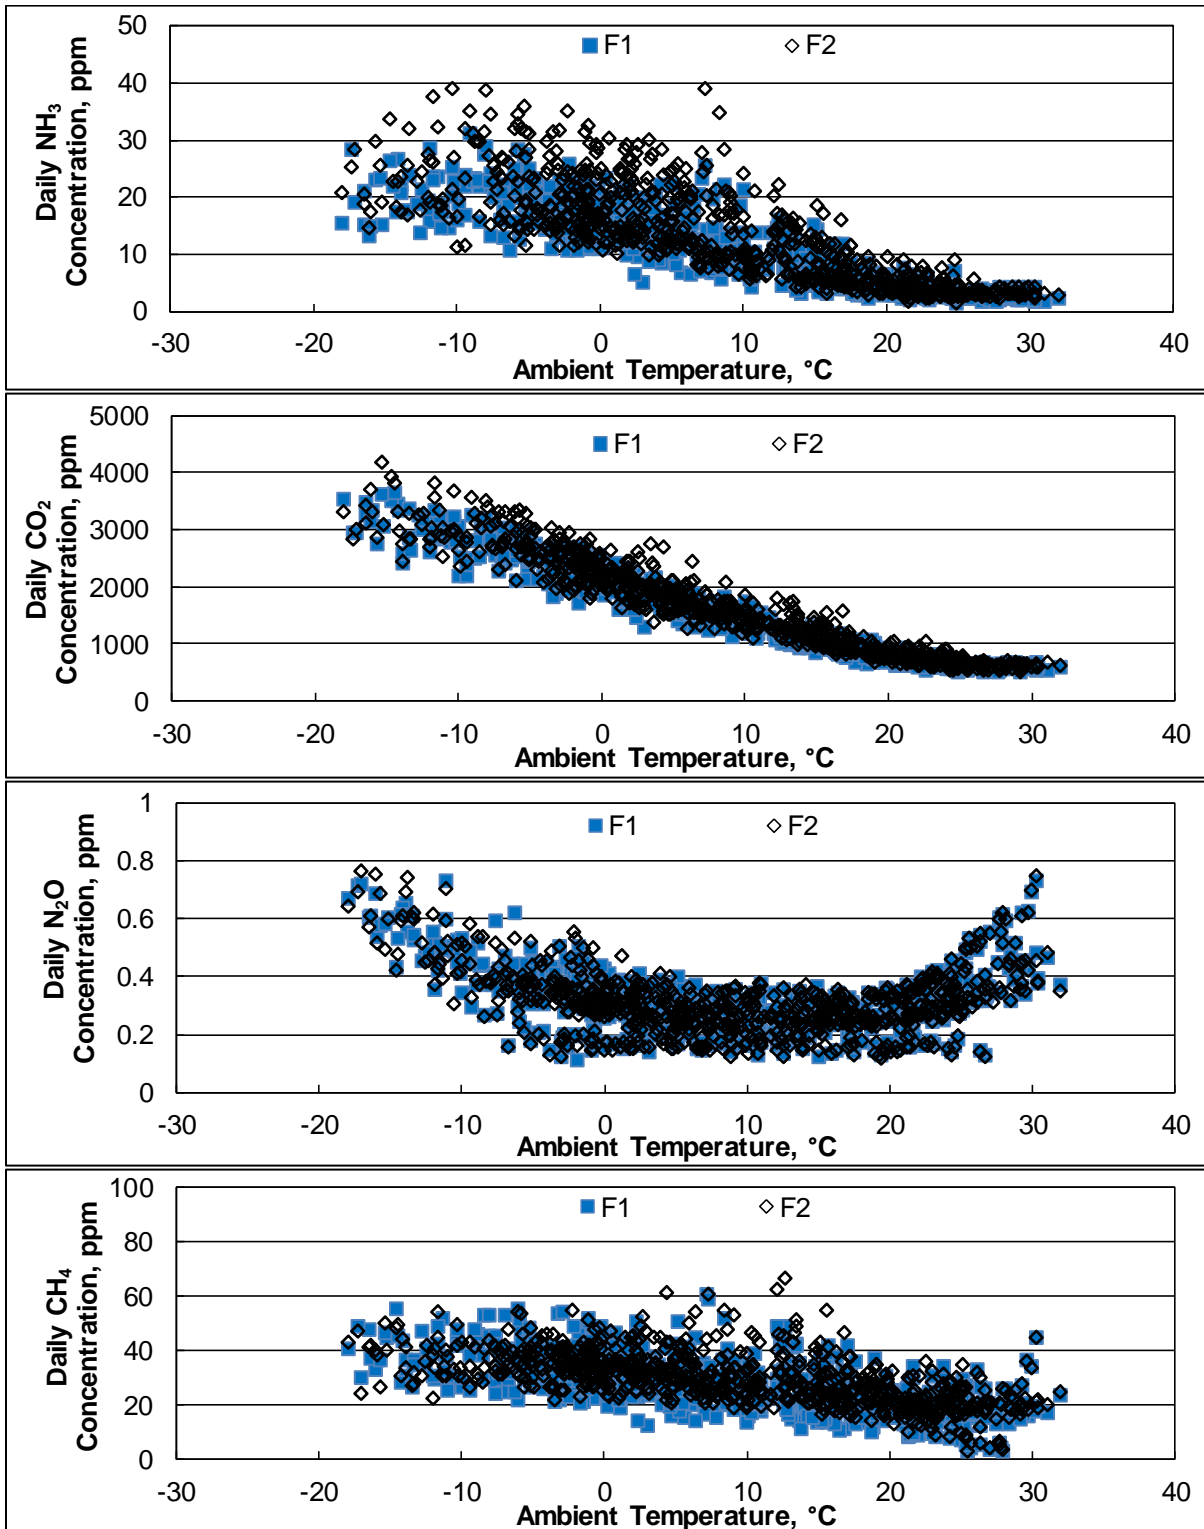 Daily NH₃
Concentration, ppm
50
40
30
20
10
0
F1
F2
-30
-20
-10
0
10
20
30
40
Ambient Temperature, °C
Daily CO₂
Concentration, ppm
5000
4000
3000
2000
1000
0
F1
F2
-30
-20
-10
0
10
20
30
40
Ambient Temperature, °C
Daily N₂O
Concentration, ppm
1
0.8
0.6
0.4
0.2
0
F1
F2
-30
-20
-10
0
10
20
30
40
Ambient Temperature, °C
Daily CH₄
Concentration, ppm
100
80
60
40
20
0
F1
F2
-30
-20
-10
0
10
20
30
40
Ambient Temperature, °C